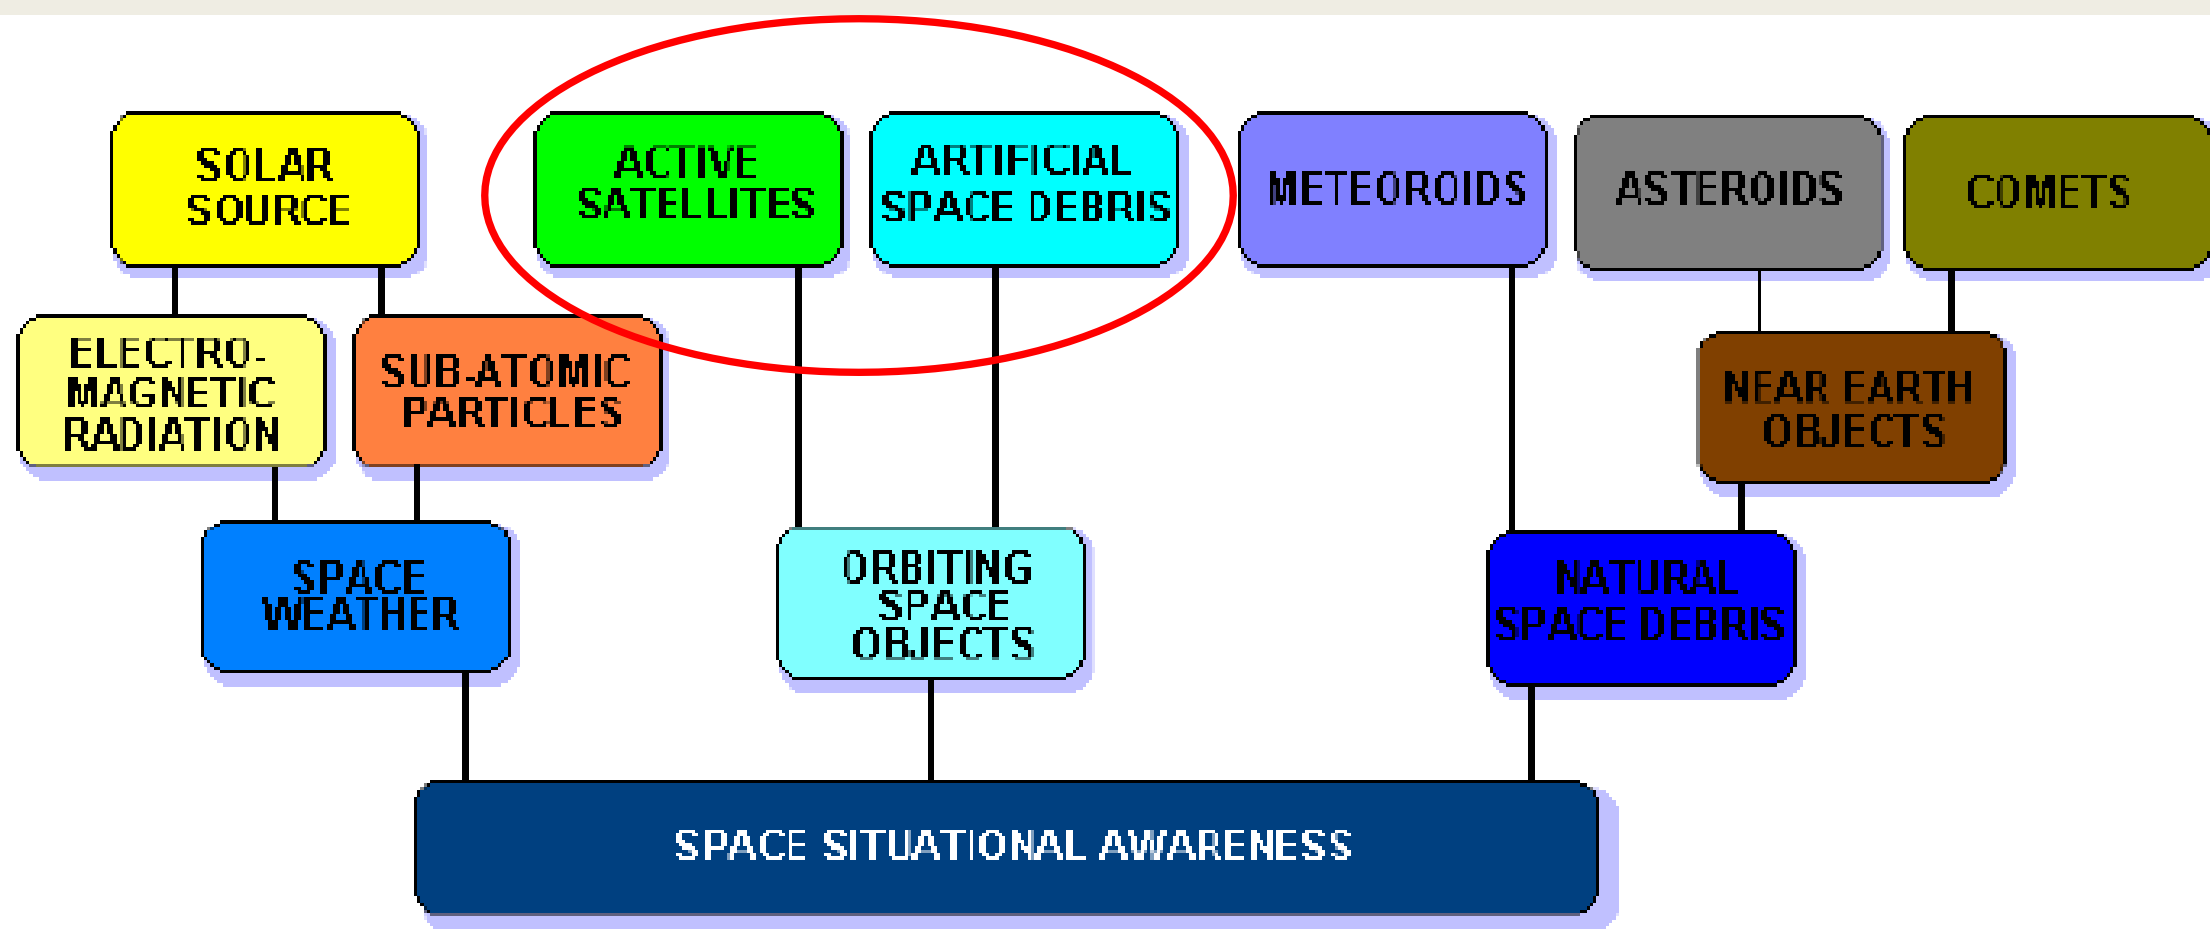 SOLAR
SOURCE
ACTIVE
SATELLITES
ARTIFICIAL
SPACE DEBRIS
METEOROIDS
ASTEROIDS
COMETS
ELECTRO-
MAGNETIC
RADIATION
SUB-ATOMIC
PARTICLES
NEAR EARTH
OBJECTS
SPACE
WEATHER
ORBITING
SPACE
OBJECTS
NATURAL
SPACE DEBRIS
SPACE SITUATIONAL AWARENESS